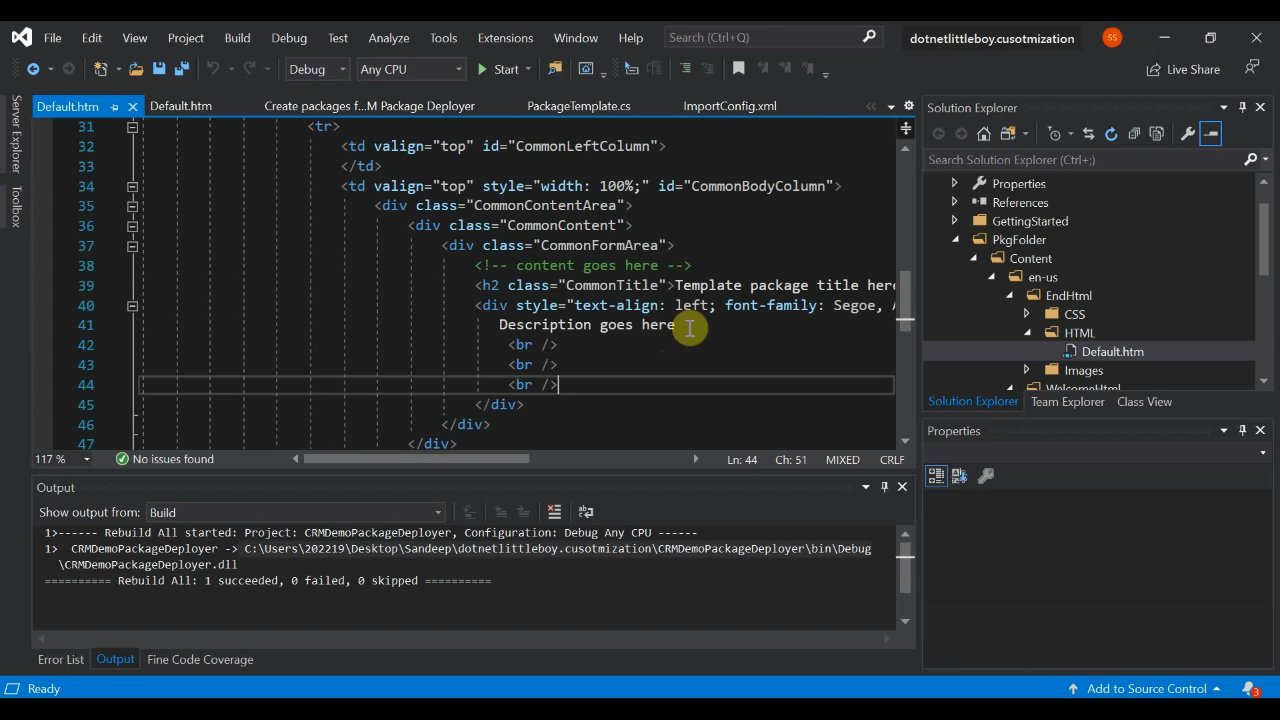 File Edit View Project Build Debug Test Analyze Tools Extensions Window Help Search (Ctrl+Q) dotnetlittleboy.cusotmization SS
Debug Any CPU Start Live Share
Server Explorer
Toolbox
Default.htm Default.htm Create packages f...M Package Deployer PackageTemplate.cs ImportConfig.xml
31 <tr>
32 <td valign="top" id="CommonLeftColumn">
33 </td>
34 <td valign="top" style="width: 100%;" id="CommonBodyColumn">
35 <div class="CommonContentArea">
36 <div class="CommonContent">
37 <div class="CommonFormArea">
38 <!-- content goes here -->
39 <h2 class="CommonTitle">Template package title here
40 <div style="text-align: left; font-family: Segoe, A
41 Description goes here
42 <br />
43 <br />
44 <br />
45 </div>
46 </div>
47 </div>
117 % No issues found Ln: 44 Ch: 51 MIXED CRLF
Output
Show output from: Build
1>------ Rebuild All started: Project: CRMDemoPackageDeployer, Configuration: Debug Any CPU ------
1> CRMDemoPackageDeployer -> C:\Users\202219\Desktop\Sandeep\dotnetlittleboy.cusotmization\CRMDemoPackageDeployer\bin\Debug
\CRMDemoPackageDeployer.dll
========== Rebuild All: 1 succeeded, 0 failed, 0 skipped ==========
Error List Output Fine Code Coverage
Solution Explorer
Search Solution Explorer (Ctrl+;)
Properties
References
GettingStarted
PkgFolder
Content
en-us
EndHtml
CSS
HTML
Default.htm
Images
WelcomeHtml
Solution Explorer Team Explorer Class View
Properties
Ready Add to Source Control 3